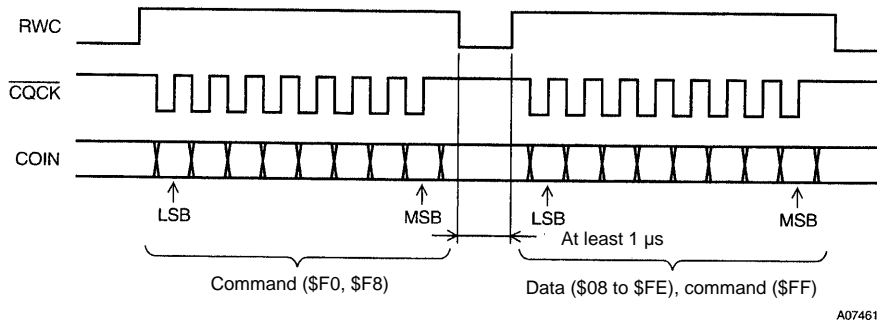 RWC
CQCK
COIN
LSB
MSB
LSB
MSB
At least 1 µs
Command ($F0, $F8)
Data ($08 to $FE), command ($FF)
A07461